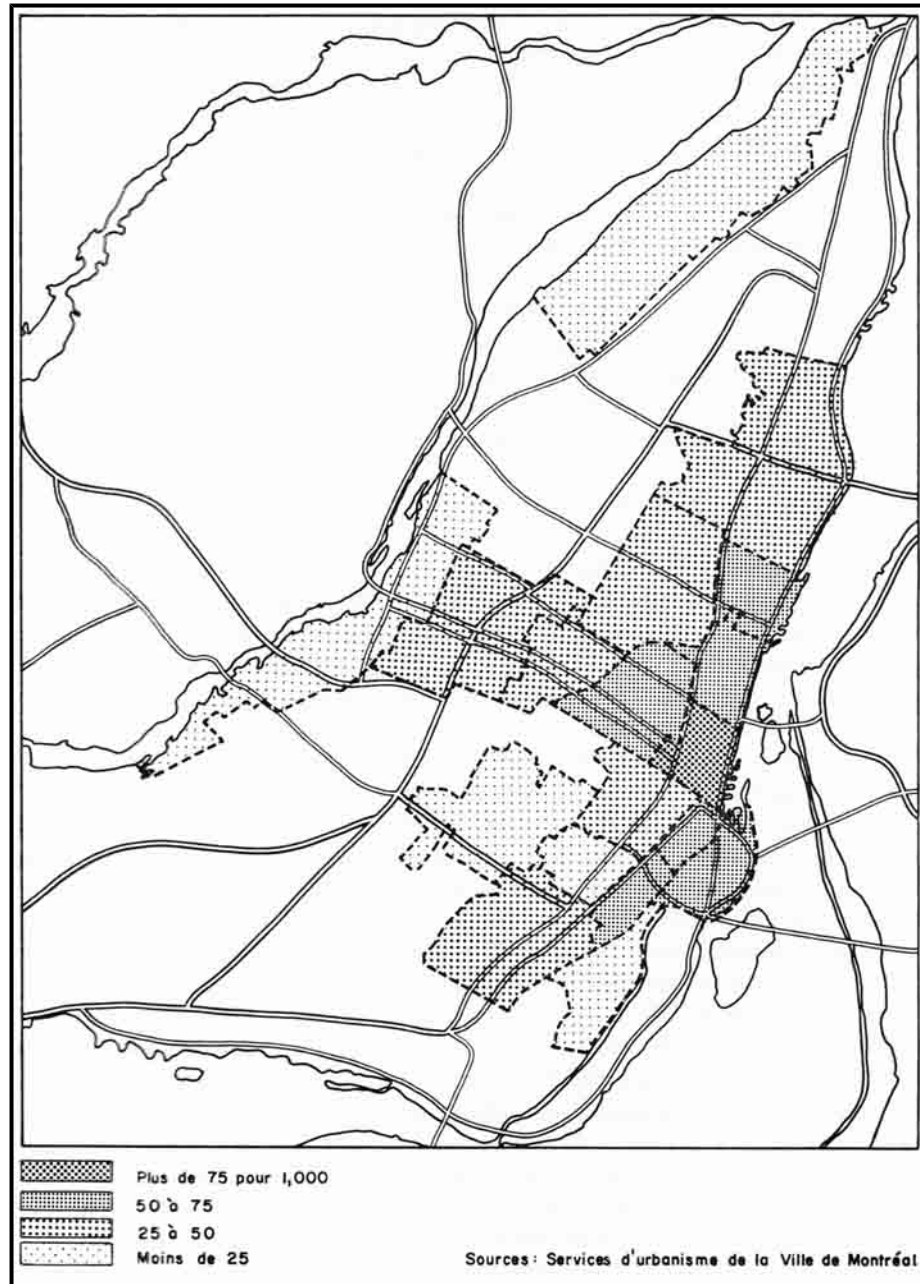 Plus de 75 pour 1,000
50 à 75
25 à 50
Moins de 25
Sources: Services d'urbanisme de la Ville de Montréal